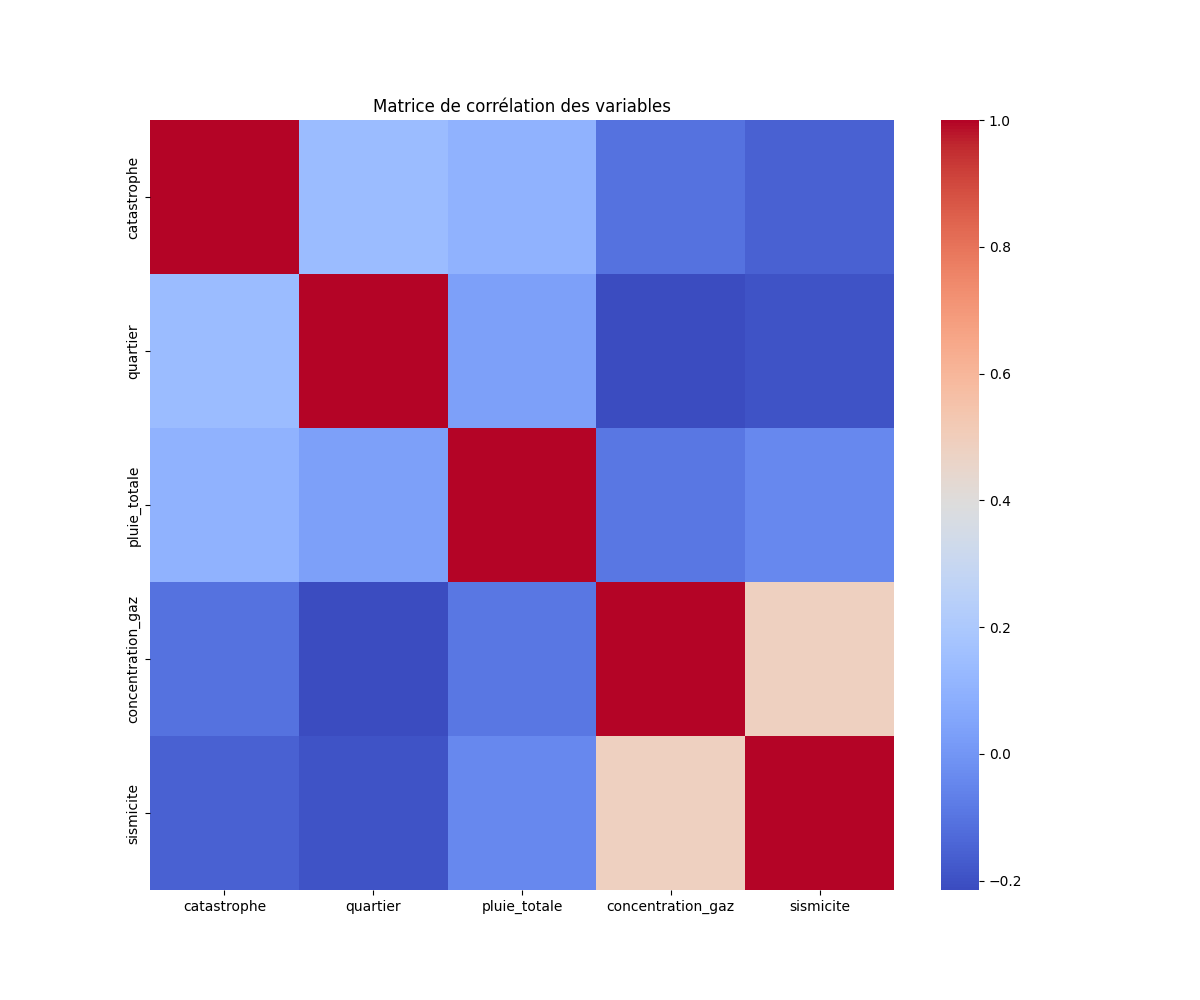 Matrice de corrélation des variables
catastrophe
quartier
pluie_totale
concentration_gaz
sismicite
catastrophe
quartier
pluie_totale
concentration_gaz
sismicite
1.0
0.8
0.6
0.4
0.2
0.0
−0.2